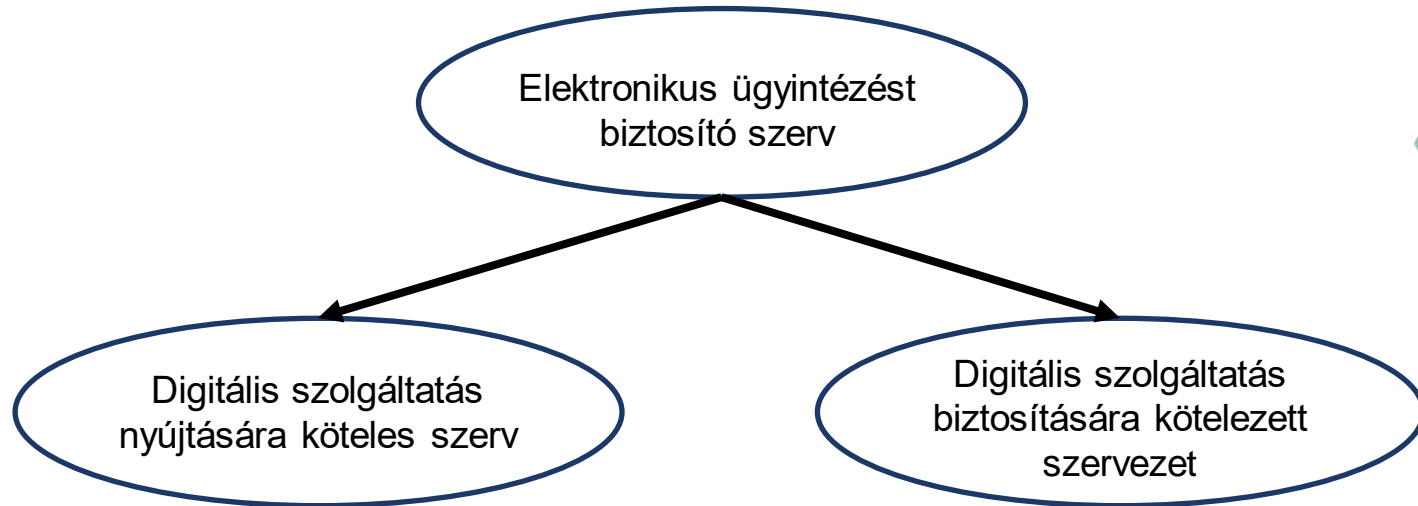 Elektronikus ügyintézést
biztosító szerv
Digitális szolgáltatás
nyújtására köteles szerv
Digitális szolgáltatás
biztosítására kötelezett
szervezet